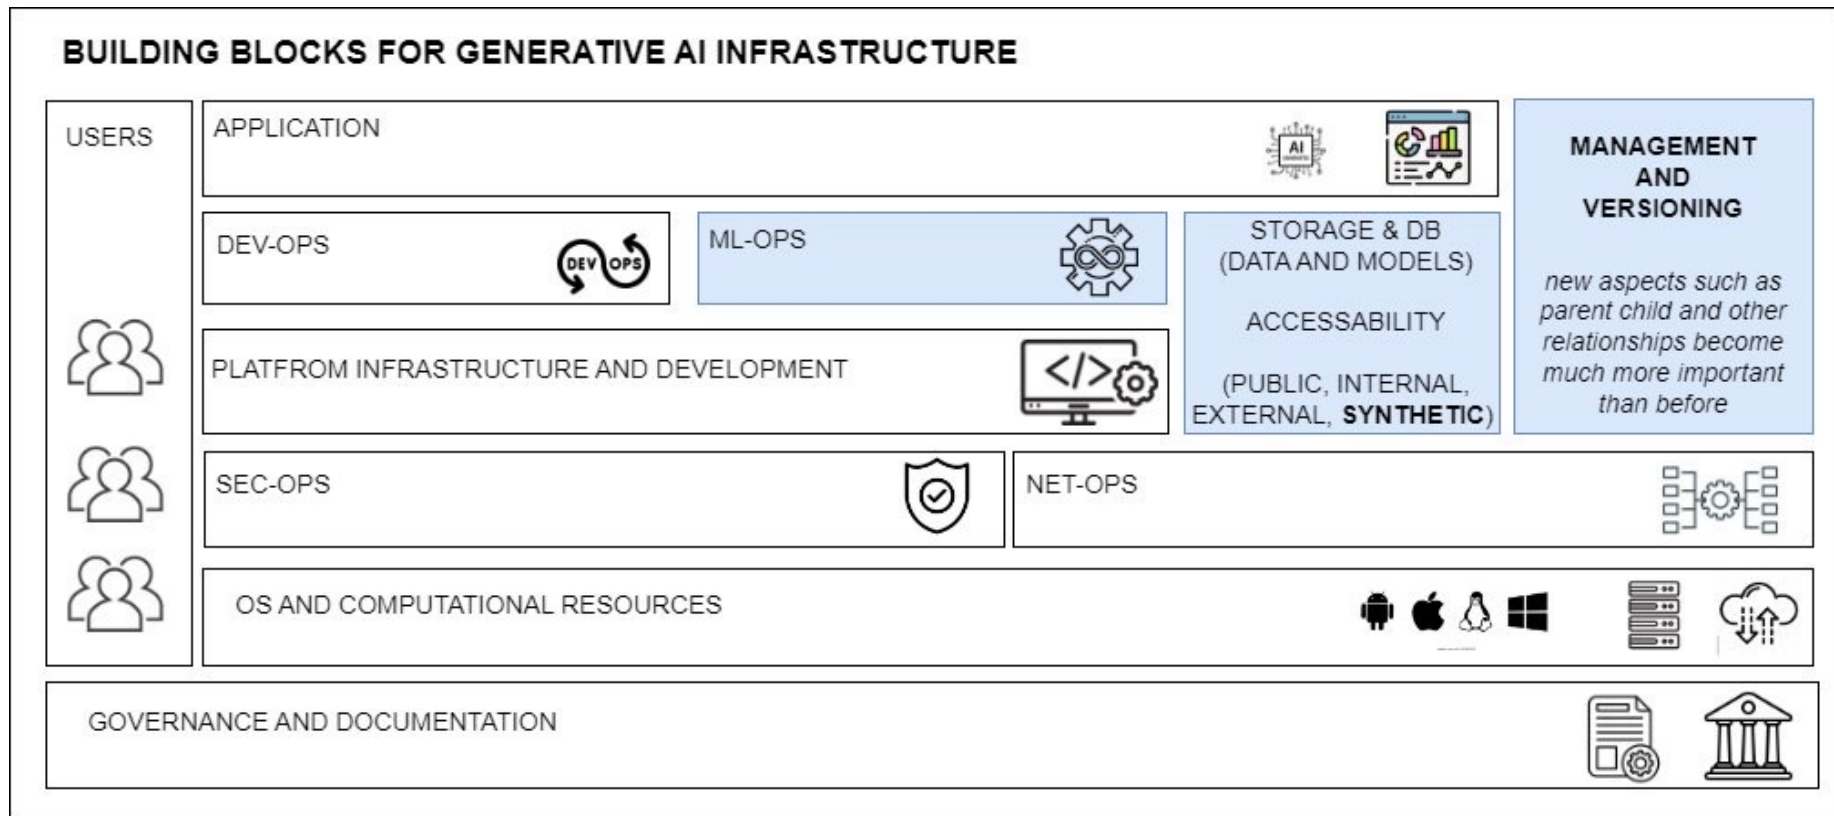 BUILDING BLOCKS FOR GENERATIVE AI INFRASTRUCTURE
USERS
APPLICATION
AI
DEV-OPS
DEV OPS
ML-OPS
STORAGE & DB
(DATA AND MODELS)
ACCESSABILITY
(PUBLIC, INTERNAL,
EXTERNAL, SYNTHETIC)
MANAGEMENT
AND
VERSIONING
new aspects such as
parent child and other
relationships become
much more important
than before
PLATFROM INFRASTRUCTURE AND DEVELOPMENT
</>
SEC-OPS
NET-OPS
OS AND COMPUTATIONAL RESOURCES
GOVERNANCE AND DOCUMENTATION